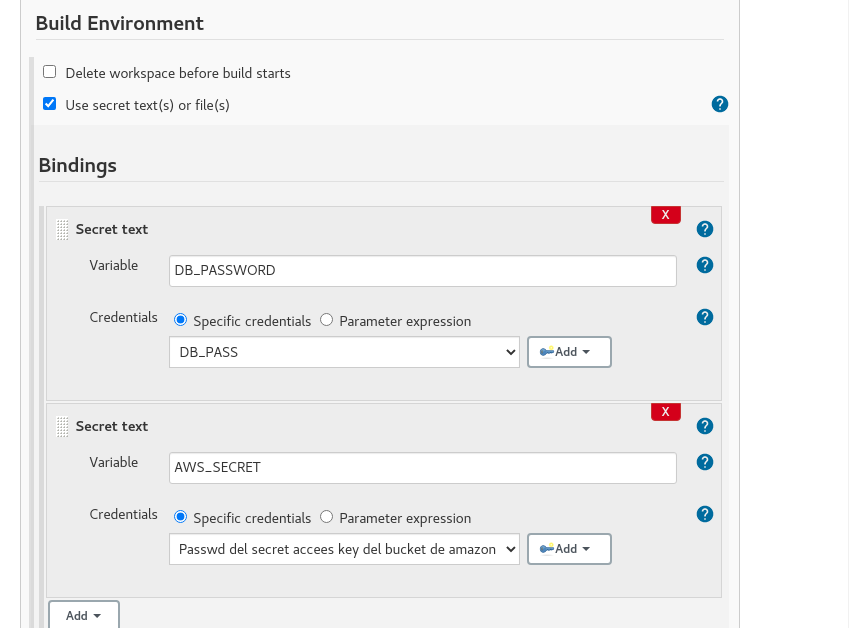 Build Environment
Delete workspace before build starts
Use secret text(s) or file(s)
?
Bindings
X
Secret text
?
Variable
DB_PASSWORD
?
Credentials
Specific credentials
Parameter expression
?
DB_PASS
Add
X
Secret text
?
Variable
AWS_SECRET
?
Credentials
Specific credentials
Parameter expression
?
Passwd del secret accees key del bucket de amazon
Add
Add